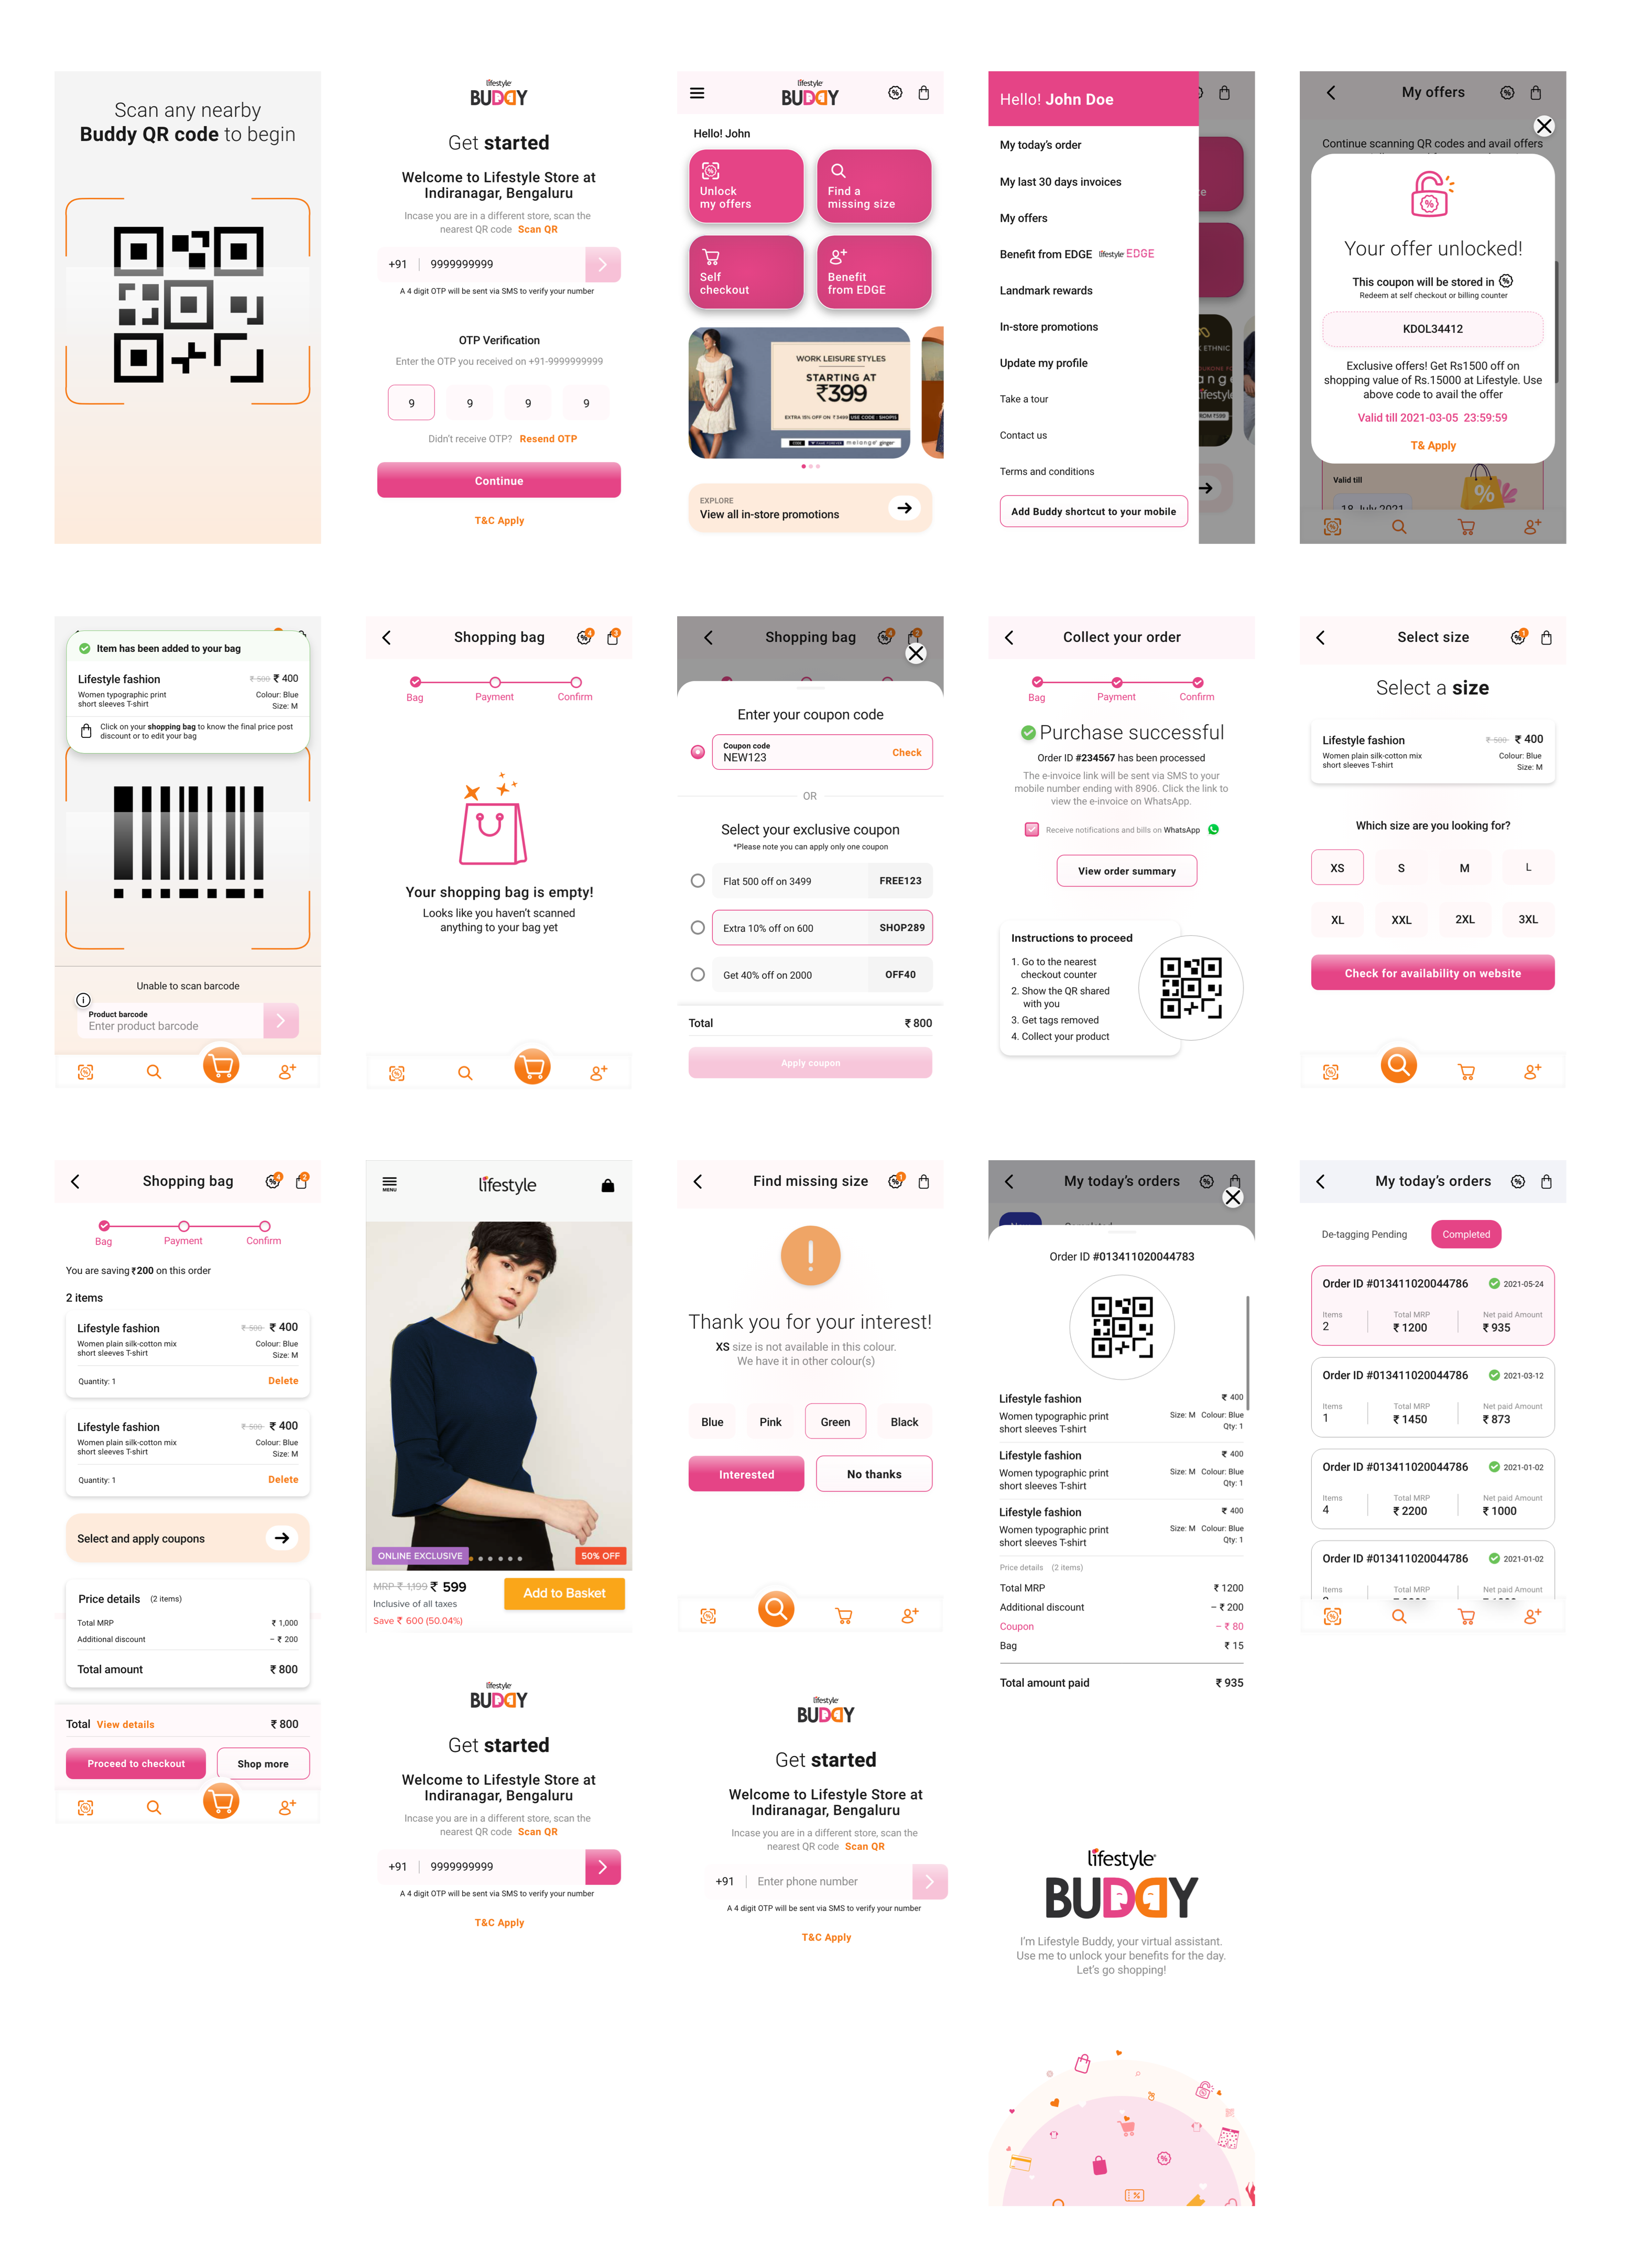 Scan any nearby
Buddy QR code to begin
lifestyle
BUDDY
Get started
Welcome to Lifestyle Store at
Indiranagar, Bengaluru
Incase you are in a different store, scan the
nearest QR code Scan QR
+91 9999999999
A 4 digit OTP will be sent via SMS to verify your number
OTP Verification
Enter the OTP you received on +91-9999999999
9 9 9 9
Didn't receive OTP? Resend OTP
Continue
T&C Apply
lifestyle
BUDDY
Hello! John
Unlock
my offers
Find a
missing size
Self
checkout
Benefit
from EDGE
WORK LEISURE STYLES
STARTING AT
₹399
EXTRA 15% OFF ON ₹3499 USE CODE : SHOP15
melange ginger
EXPLORE
View all in-store promotions
Hello! John Doe
My today's order
My last 30 days invoices
My offers
Benefit from EDGE lifestyle EDGE
Landmark rewards
In-store promotions
Update my profile
Take a tour
Contact us
Terms and conditions
Add Buddy shortcut to your mobile
My offers
Continue scanning QR codes and avail offers
Your offer unlocked!
This coupon will be stored in
Redeem at self checkout or billing counter
KDOL34412
Exclusive offers! Get Rs1500 off on
shopping value of Rs.15000 at Lifestyle. Use
above code to avail the offer
Valid till 2021-03-05 23:59:59
T& Apply
Valid till
18 July 2021
Item has been added to your bag
Lifestyle fashion ₹ 500 ₹ 400
Women typographic print
short sleeves T-shirt
Colour: Blue
Size: M
Click on your shopping bag to know the final price post
discount or to edit your bag
Unable to scan barcode
Product barcode
Enter product barcode
Shopping bag 4 3
Bag Payment Confirm
Your shopping bag is empty!
Looks like you haven't scanned
anything to your bag yet
Shopping bag
Enter your coupon code
Coupon code
NEW123
Check
OR
Select your exclusive coupon
*Please note you can apply only one coupon
Flat 500 off on 3499 FREE123
Extra 10% off on 600 SHOP289
Get 40% off on 2000 OFF40
Total ₹ 800
Apply coupon
Collect your order
Bag Payment Confirm
Purchase successful
Order ID #234567 has been processed
The e-invoice link will be sent via SMS to your
mobile number ending with 8906. Click the link to
view the e-invoice on WhatsApp.
Receive notifications and bills on WhatsApp
View order summary
Instructions to proceed
1. Go to the nearest
checkout counter
2. Show the QR shared
with you
3. Get tags removed
4. Collect your product
Select size 1
Select a size
Lifestyle fashion ₹ 500 ₹ 400
Women plain silk-cotton mix
short sleeves T-shirt
Colour: Blue
Size: M
Which size are you looking for?
XS S M L
XL XXL 2XL 3XL
Check for availability on website
Shopping bag 4 2
Bag Payment Confirm
You are saving ₹200 on this order
2 items
Lifestyle fashion ₹ 500 ₹ 400
Women plain silk-cotton mix
short sleeves T-shirt
Colour: Blue
Size: M
Quantity: 1 Delete
Lifestyle fashion ₹ 500 ₹ 400
Women plain silk-cotton mix
short sleeves T-shirt
Colour: Blue
Size: M
Quantity: 1 Delete
Select and apply coupons
Price details (2 items)
Total MRP ₹ 1,000
Additional discount – ₹ 200
Total amount ₹ 800
Total View details ₹ 800
Proceed to checkout Shop more
MENU
lifestyle
ONLINE EXCLUSIVE 50% OFF
MRP ₹ 1,199 ₹ 599
Inclusive of all taxes
Save ₹ 600 (50.04%)
Add to Basket
Find missing size 1
Thank you for your interest!
XS size is not available in this colour.
We have it in other colour(s)
Blue Pink Green Black
Interested No thanks
My today's orders
Order ID #013411020044783
Lifestyle fashion ₹ 400
Women typographic print
short sleeves T-shirt
Size: M Colour: Blue
Qty: 1
Lifestyle fashion ₹ 400
Women typographic print
short sleeves T-shirt
Size: M Colour: Blue
Qty: 1
Lifestyle fashion ₹ 400
Women typographic print
short sleeves T-shirt
Size: M Colour: Blue
Qty: 1
Price details (2 items)
Total MRP ₹ 1200
Additional discount – ₹ 200
Coupon – ₹ 80
Bag ₹ 15
Total amount paid ₹ 935
My today's orders
De-tagging Pending Completed
Order ID #013411020044786 2021-05-24
Items Total MRP Net paid Amount
2 ₹ 1200 ₹ 935
Order ID #013411020044786 2021-03-12
Items Total MRP Net paid Amount
1 ₹ 1450 ₹ 873
Order ID #013411020044786 2021-01-02
Items Total MRP Net paid Amount
4 ₹ 2200 ₹ 1000
Order ID #013411020044786 2021-01-02
Items Total MRP Net paid Amount
lifestyle
BUDDY
Get started
Welcome to Lifestyle Store at
Indiranagar, Bengaluru
Incase you are in a different store, scan the
nearest QR code Scan QR
+91 9999999999
A 4 digit OTP will be sent via SMS to verify your number
T&C Apply
lifestyle
BUDDY
Get started
Welcome to Lifestyle Store at
Indiranagar, Bengaluru
Incase you are in a different store, scan the
nearest QR code Scan QR
+91 Enter phone number
A 4 digit OTP will be sent via SMS to verify your number
T&C Apply
lifestyle
BUDDY
I'm Lifestyle Buddy, your virtual assistant.
Use me to unlock your benefits for the day.
Let's go shopping!